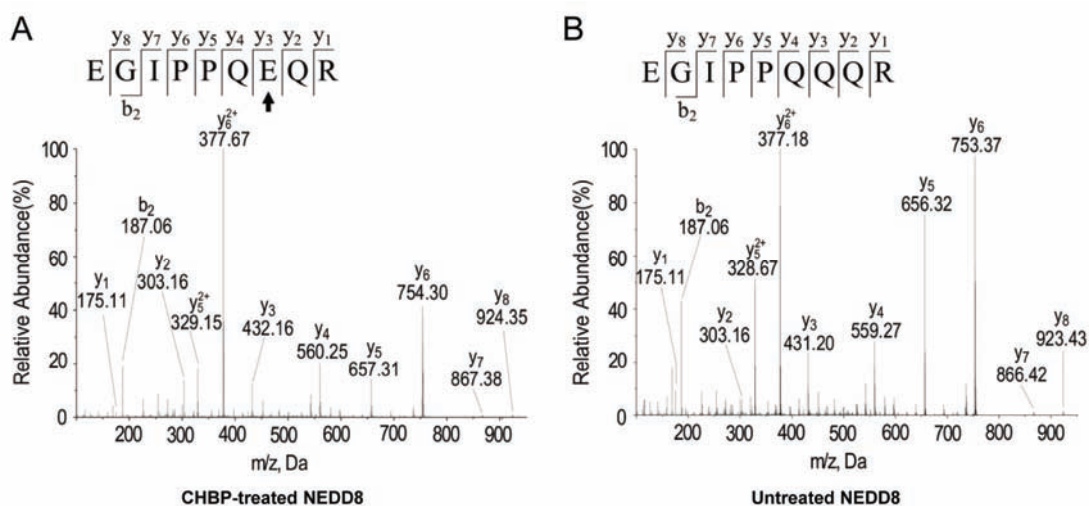 A
y8 y7 y6 y5 y4 y3 y2 y1
E G I P P Q E Q R
b2
y6 2+
377.67
100
80
60
40
20
0
Relative Abundance(%)
b2
187.06
y1
175.11
y2
303.16
y5 2+
329.15
y3
432.16
y4
560.25
y5
657.31
y6
754.30
y7
867.38
y8
924.35
200 300 400 500 600 700 800 900
m/z, Da
CHBP-treated NEDD8
B
y8 y7 y6 y5 y4 y3 y2 y1
E G I P P Q Q Q R
b2
y6 2+
377.18
100
80
60
40
20
0
Relative Abundance(%)
b2
187.06
y1
175.11
y2
303.16
y5 2+
328.67
y3
431.20
y4
559.27
y5
656.32
y6
753.37
y7
866.42
y8
923.43
200 300 400 500 600 700 800 900
m/z, Da
Untreated NEDD8